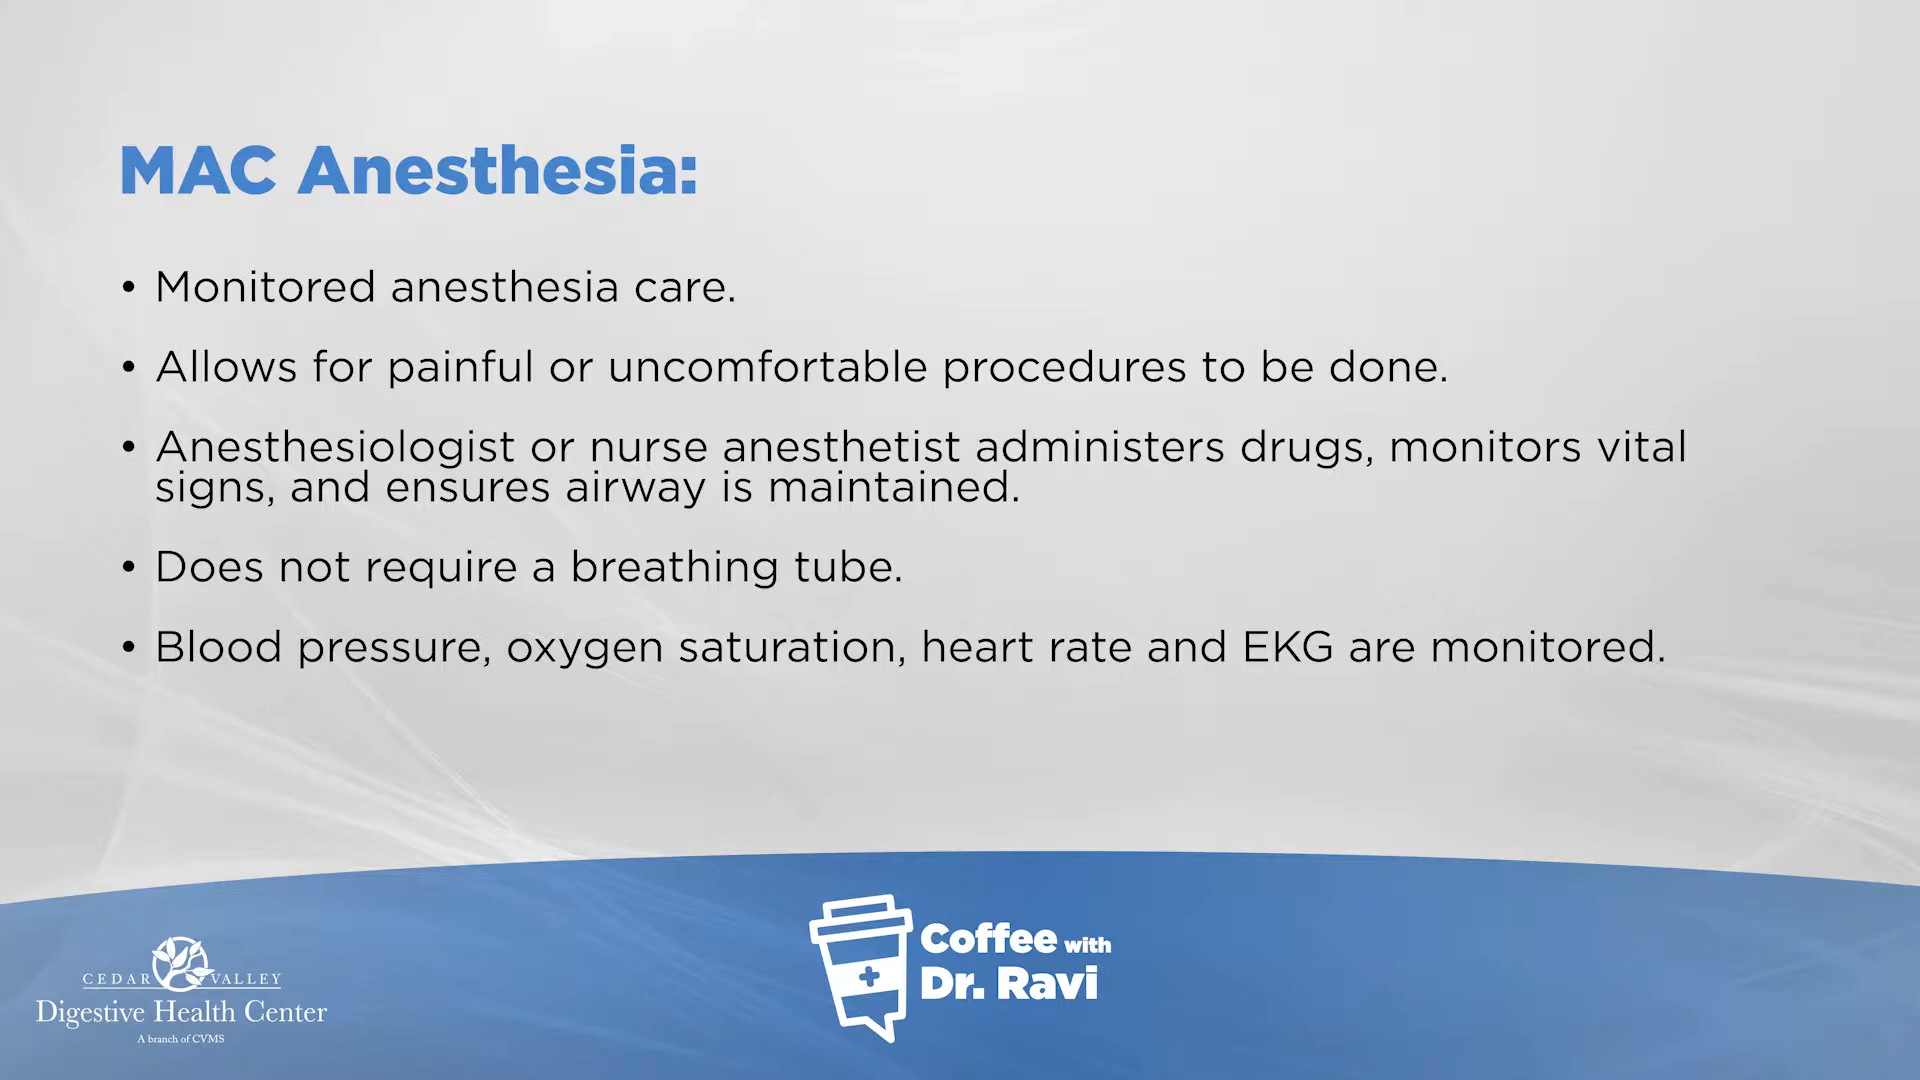 MAC Anesthesia:
• Monitored anesthesia care.
• Allows for painful or uncomfortable procedures to be done.
• Anesthesiologist or nurse anesthetist administers drugs, monitors vital
signs, and ensures airway is maintained.
• Does not require a breathing tube.
• Blood pressure, oxygen saturation, heart rate and EKG are monitored.
CEDAR VALLEY
Digestive Health Center
A branch of CVMS
Coffee with
Dr. Ravi